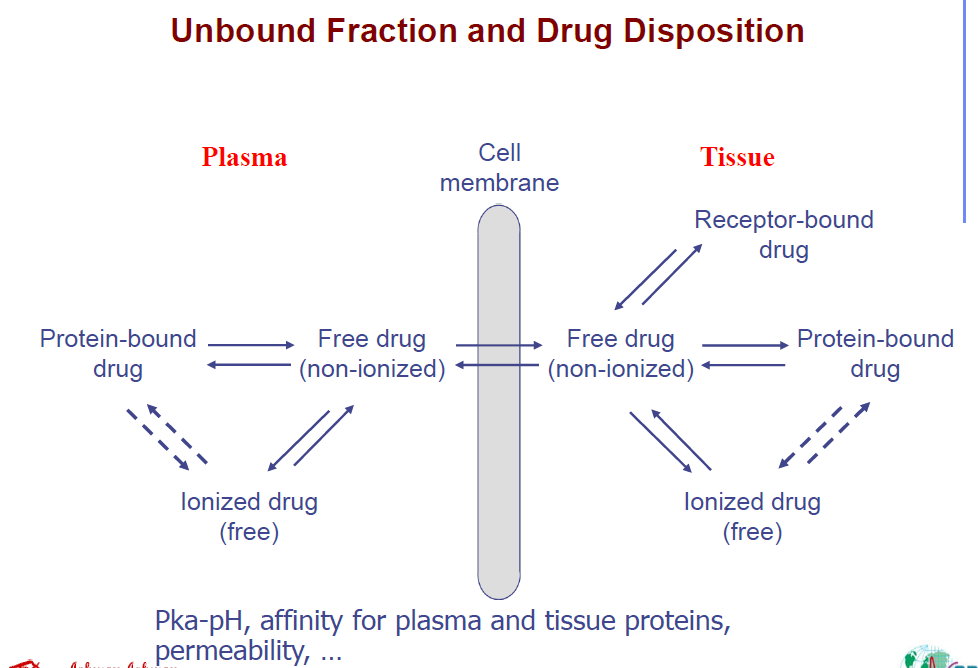 Unbound Fraction and Drug Disposition
Plasma
Cell
membrane
Tissue
Receptor-bound
drug
Protein-bound
drug
Free drug
(non-ionized)
Free drug
(non-ionized)
Protein-bound
drug
Ionized drug
(free)
Ionized drug
(free)
Pka-pH, affinity for plasma and tissue proteins,
permeability, ...